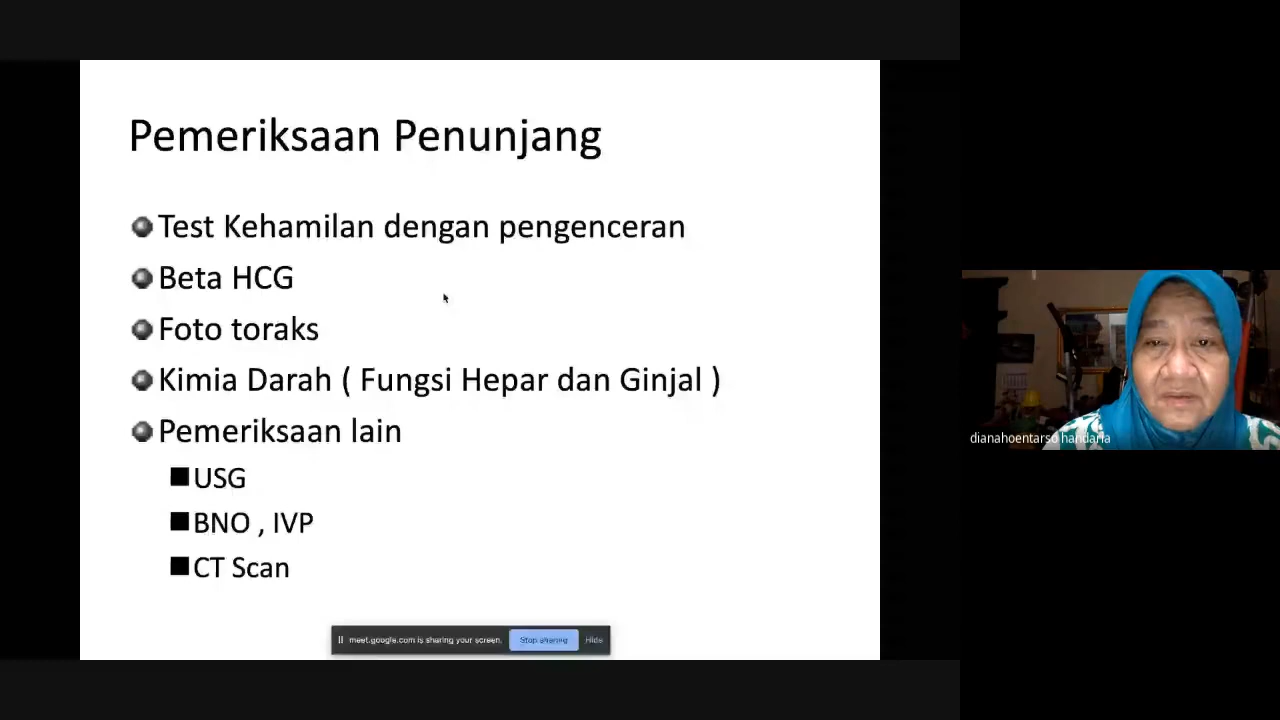 Pemeriksaan Penunjang
Test Kehamilan dengan pengenceran
Beta HCG
Foto toraks
Kimia Darah ( Fungsi Hepar dan Ginjal )
Pemeriksaan lain
USG
BNO , IVP
CT Scan
meet.google.com is sharing your screen.
Stop sharing
Hide
dianahoentarso handaria